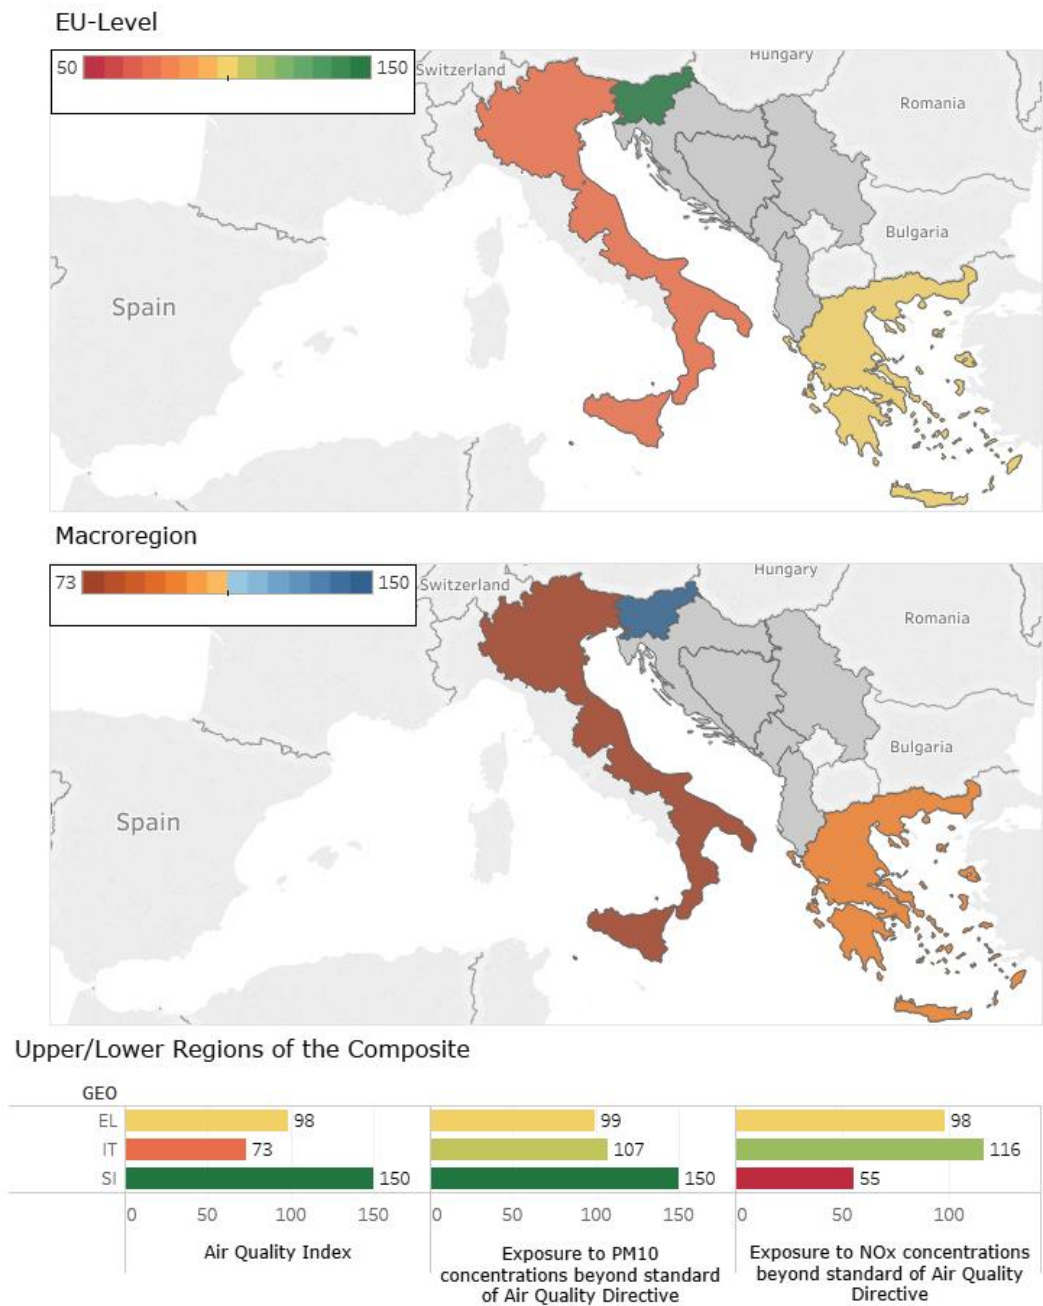 EU-Level
50 150
Switzerland
Hungary
Romania
Bulgaria
Spain
Macroregion
73 150
Switzerland
Hungary
Romania
Bulgaria
Spain
Upper/Lower Regions of the Composite
GEO
EL 98 99 98
IT 73 107 116
SI 150 150 55
0 50 100 150 0 50 100 150 0 50 100
Air Quality Index
Exposure to PM10
concentrations beyond standard
of Air Quality Directive
Exposure to NOx concentrations
beyond standard of Air Quality
Directive